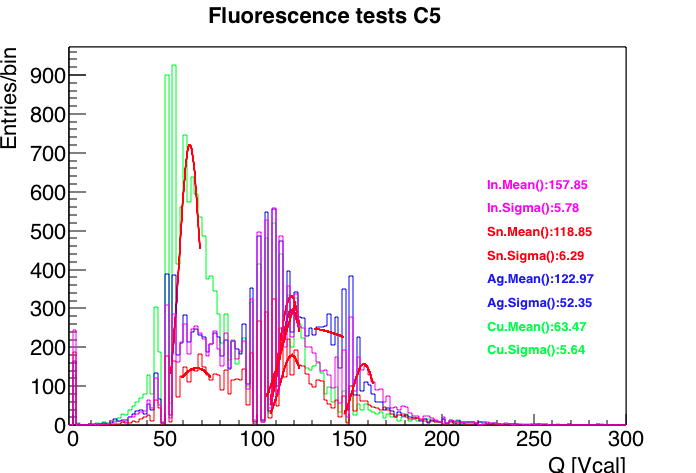 Fluorescence tests C5
Entries/bin
900
800
700
600
500
400
300
200
100
0
In.Mean():157.85
In.Sigma():5.78
Sn.Mean():118.85
Sn.Sigma():6.29
Ag.Mean():122.97
Ag.Sigma():52.35
Cu.Mean():63.47
Cu.Sigma():5.64
0 50 100 150 200 250 300
Q [Vcal]